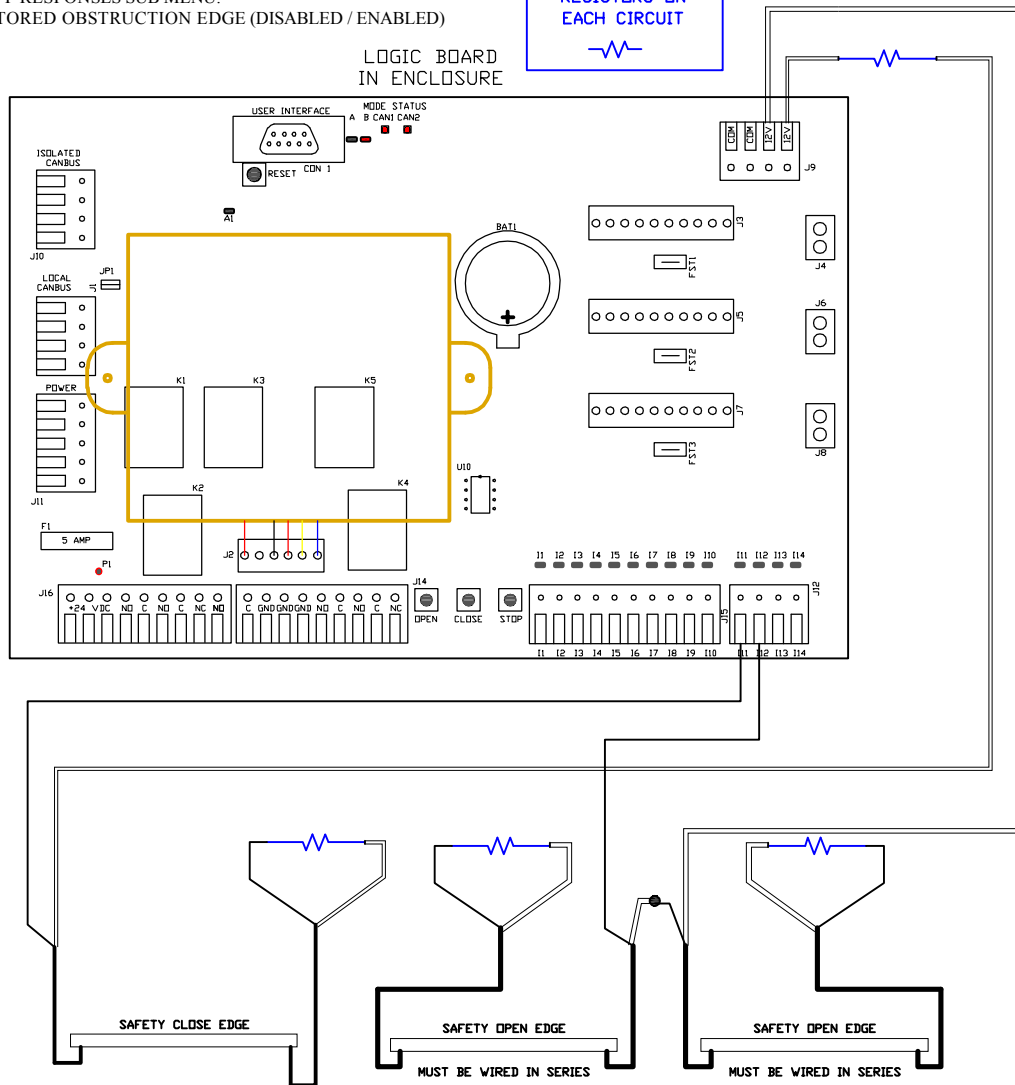 RESPONSES SUB MENU:
TORED OBSTRUCTION EDGE (DISABLED / ENABLED)
EACH CIRCUIT
LOGIC BOARD
IN ENCLOSURE
USER INTERFACE
MODE STATUS
A B CAN1 CAN2
CON 1
RESET
A1
COM COM 12V 12V
J9
ISOLATED
CANBUS
J10
JP1
LOCAL
CANBUS
J1
POWER
J11
BAT1
J3
FST1
J4
J5
FST2
J6
J7
FST3
J8
K1
K3
K5
K2
K4
U10
F1
5 AMP
P1
J2
J16
+24 VDC NO C NO C NC NO
C GND GND GND NO C NO C NC
J14
OPEN
CLOSE
STOP
I1 I2 I3 I4 I5 I6 I7 I8 I9 I10
I11 I12 I13 I14
J15
J12
I1 I2 I3 I4 I5 I6 I7 I8 I9 I10
I11 I12 I13 I14
SAFETY CLOSE EDGE
SAFETY OPEN EDGE
MUST BE WIRED IN SERIES
SAFETY OPEN EDGE
MUST BE WIRED IN SERIES